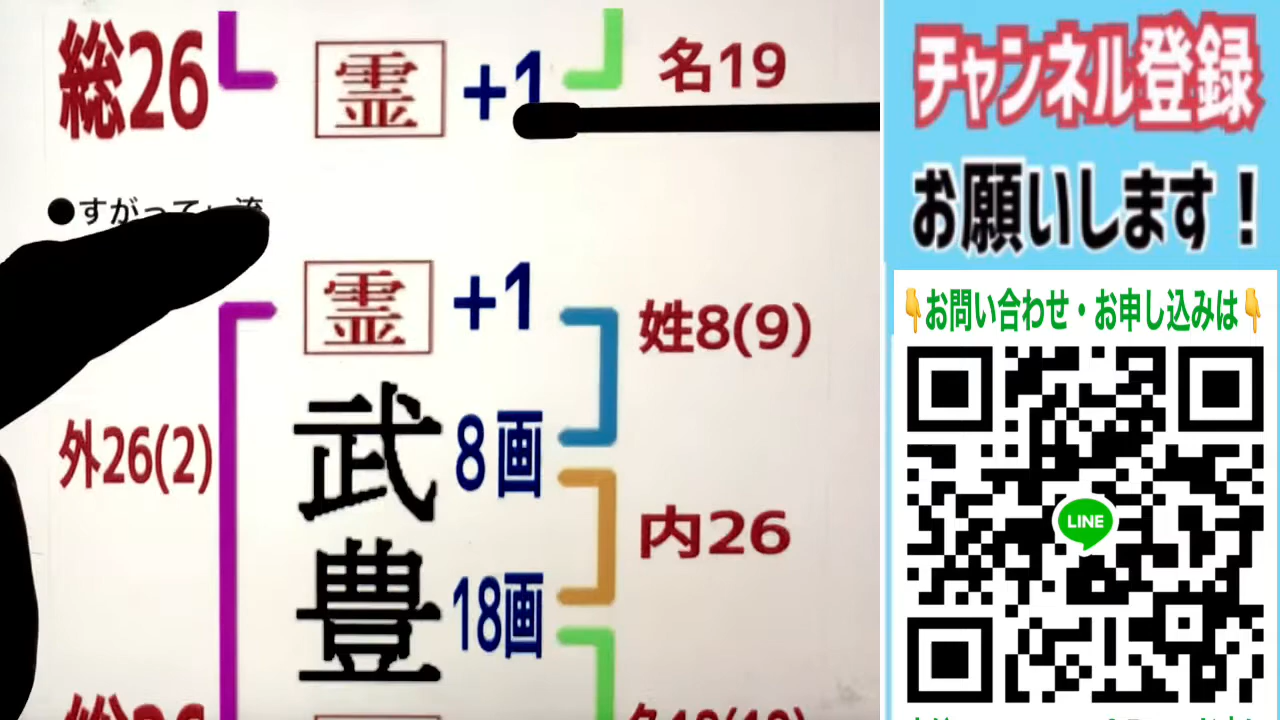 総26
霊
+1
名19
●すがって
霊
+1
姓8(9)
外26(2)
武
8画
内26
豊
18画
チャンネル登録
お願いします！
👇お問い合わせ・お申し込みは👇
LINE